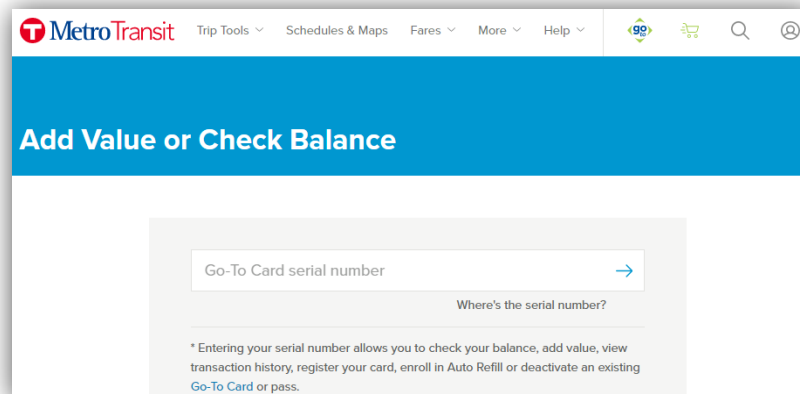 Metro Transit Trip Tools Schedules & Maps Fares More Help go to
Add Value or Check Balance
Go-To Card serial number
Where's the serial number?
* Entering your serial number allows you to check your balance, add value, view
transaction history, register your card, enroll in Auto Refill or deactivate an existing
Go-To Card or pass.